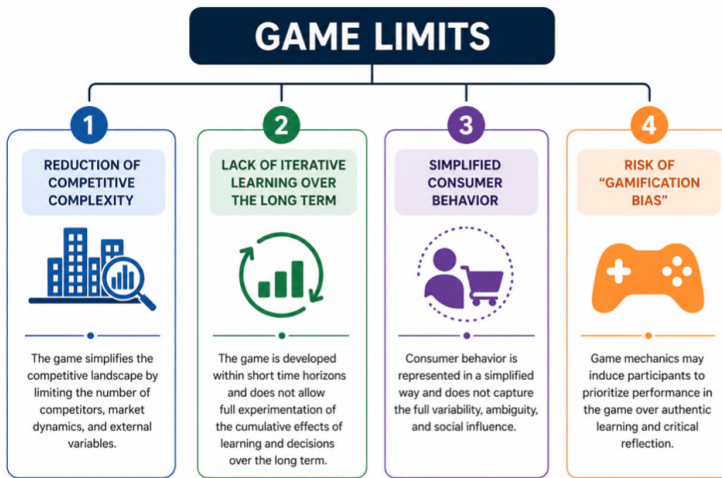 GAME LIMITS
1
REDUCTION OF
COMPETITIVE
COMPLEXITY
The game simplifies the
competitive landscape by
limiting the number of
competitors, market
dynamics, and external
variables.
2
LACK OF ITERATIVE
LEARNING OVER
THE LONG TERM
The game is developed
within short time horizons
and does not allow
full experimentation of
the cumulative effects of
learning and decisions
over the long term.
3
SIMPLIFIED
CONSUMER
BEHAVIOR
Consumer behavior is
represented in a simplified
way and does not capture
the full variability, ambiguity,
and social influence.
4
RISK OF
“GAMIFICATION
BIAS”
Game mechanics may
induce participants to
prioritize performance in
the game over authentic
learning and critical
reflection.